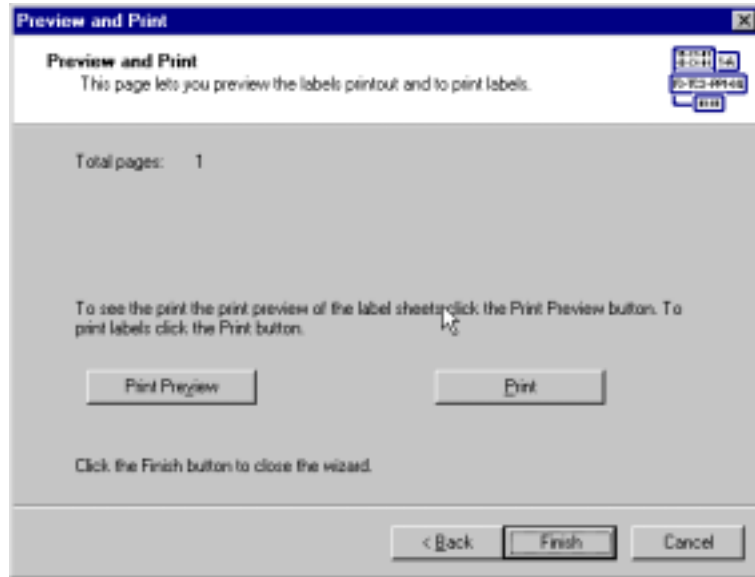 Preview and Print
Preview and Print
This page lets you preview the labels printout and to print labels.
Total pages: 1
To see the print the print preview of the label sheets click the Print Preview button. To
print labels click the Print button.
Print Preview Print
Click the Finish button to close the wizard.
< Back Finish Cancel